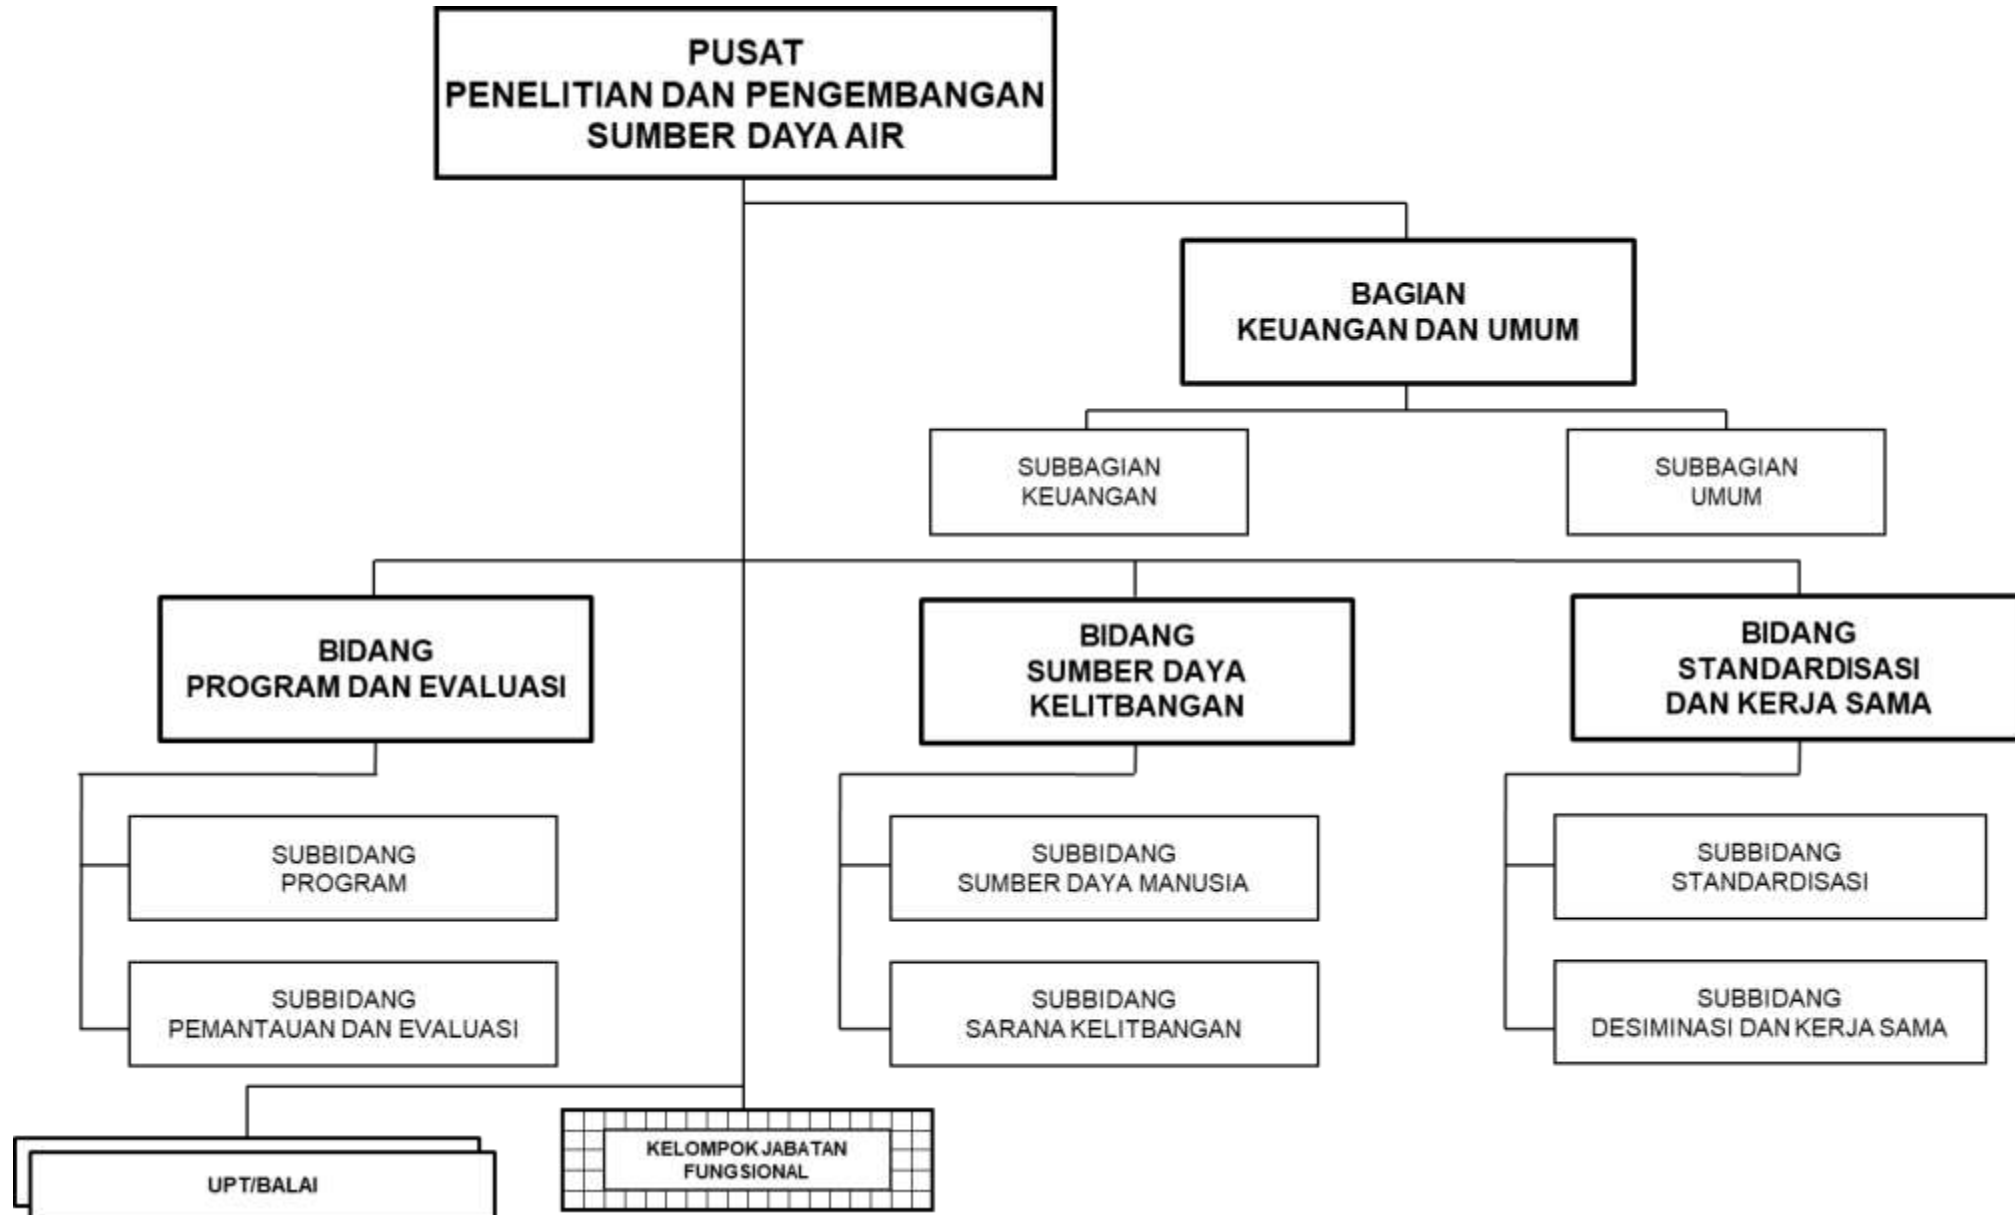 PUSAT
PENELITIAN DAN PENGEMBANGAN
SUMBER DAYA AIR
BAGIAN
KEUANGAN DAN UMUM
SUBBAGIAN
KEUANGAN
SUBBAGIAN
UMUM
BIDANG
PROGRAM DAN EVALUASI
BIDANG
SUMBER DAYA
KELITBANGAN
BIDANG
STANDARDISASI
DAN KERJA SAMA
SUBBIDANG
PROGRAM
SUBBIDANG
SUMBER DAYA MANUSIA
SUBBIDANG
STANDARDISASI
SUBBIDANG
PEMANTAUAN DAN EVALUASI
SUBBIDANG
SARANA KELITBANGAN
SUBBIDANG
DESIMINASI DAN KERJA SAMA
KELOMPOK JABATAN
FUNGSIONAL
UPT/BALAI